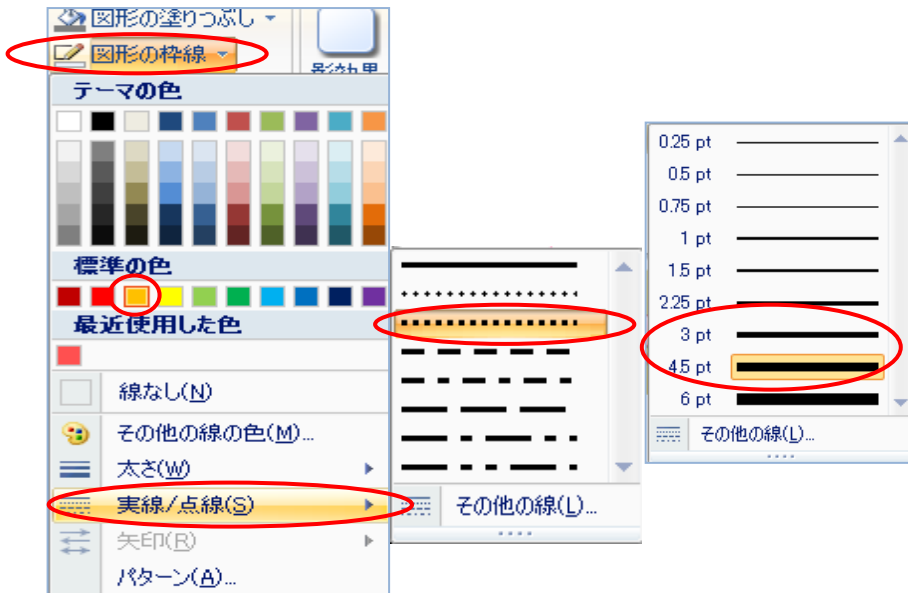 図形の塗りつぶし
図形の枠線
影効果
テーマの色
標準の色
最近使用した色
線なし(N)
その他の線の色(M)...
太さ(W)
実線/点線(S)
矢印(R)
パターン(A)...
その他の線(L)...
0.25 pt
0.5 pt
0.75 pt
1 pt
1.5 pt
2.25 pt
3 pt
4.5 pt
6 pt
その他の線(L)...